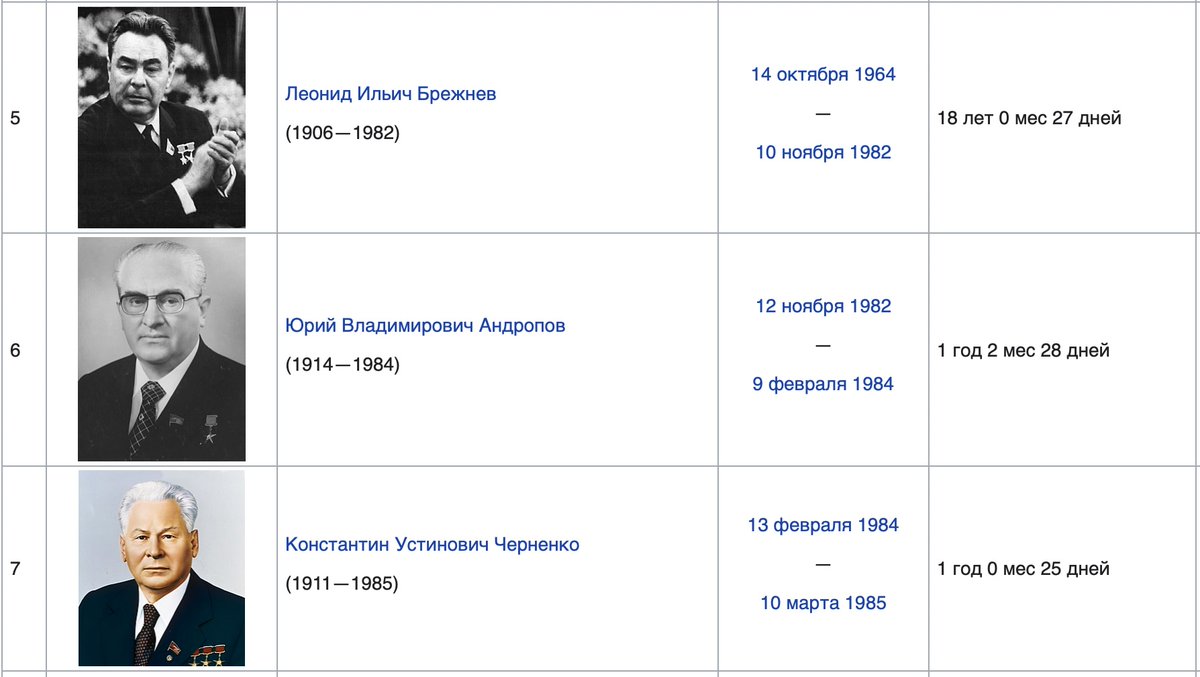 5
Леонид Ильич Брежнев
(1906—1982)
14 октября 1964
—
10 ноября 1982
18 лет 0 мес 27 дней
6
Юрий Владимирович Андропов
(1914—1984)
12 ноября 1982
—
9 февраля 1984
1 год 2 мес 28 дней
7
Константин Устинович Черненко
(1911—1985)
13 февраля 1984
—
10 марта 1985
1 год 0 мес 25 дней